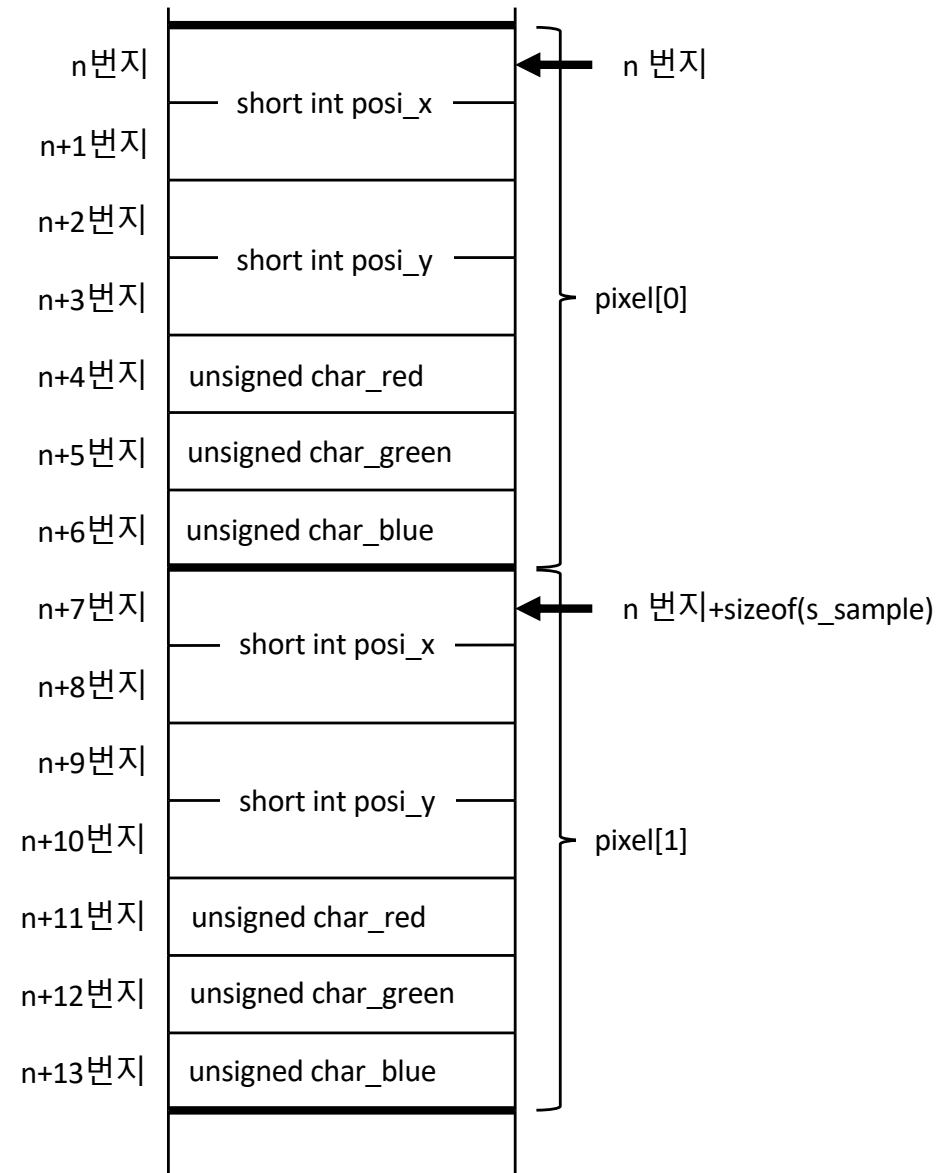 n번지
n 번지
short int posi_x
n+1번지
n+2번지
short int posi_y
n+3번지
pixel[0]
n+4번지
unsigned char_red
n+5번지
unsigned char_green
n+6번지
unsigned char_blue
n+7번지
n 번지+sizeof(s_sample)
short int posi_x
n+8번지
n+9번지
short int posi_y
n+10번지
pixel[1]
n+11번지
unsigned char_red
n+12번지
unsigned char_green
n+13번지
unsigned char_blue